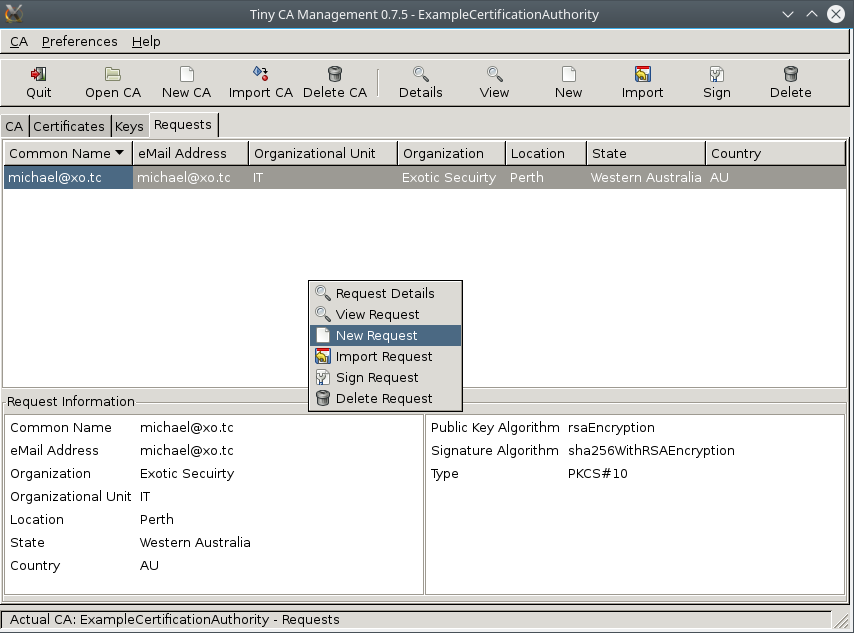 Tiny CA Management 0.7.5 - ExampleCertificationAuthority
CA Preferences Help
Quit Open CA New CA Import CA Delete CA Details View New Import Sign Delete
CA Certificates Keys Requests
Common Name eMail Address Organizational Unit Organization Location State Country
michael@xo.tc michael@xo.tc IT Exotic Secuirty Perth Western Australia AU
Request Details
View Request
New Request
Import Request
Sign Request
Delete Request
Request Information
Common Name michael@xo.tc
eMail Address michael@xo.tc
Organization Exotic Secuirty
Organizational Unit IT
Location Perth
State Western Australia
Country AU
Public Key Algorithm rsaEncryption
Signature Algorithm sha256WithRSAEncryption
Type PKCS#10
Actual CA: ExampleCertificationAuthority - Requests